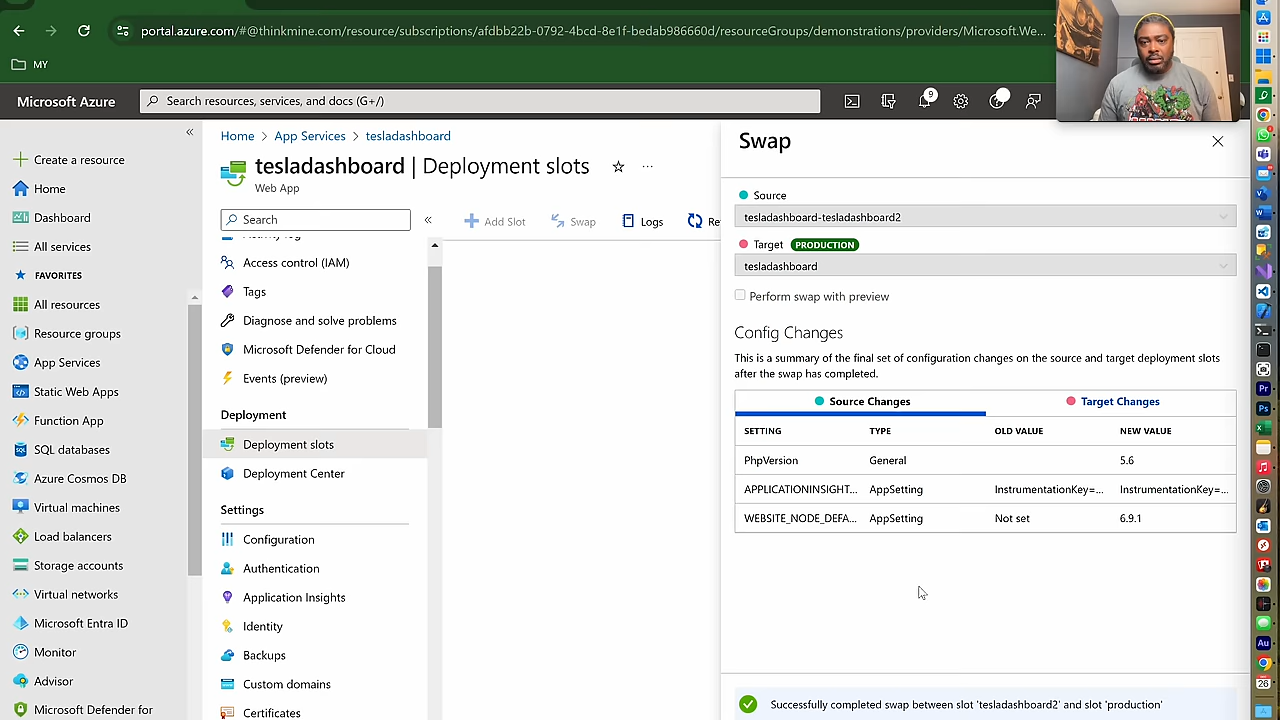 portal.azure.com/#@thinkmine.com/resource/subscriptions/afdbb22b-0792-4bcd-8e1f-bedab986660d/resourceGroups/demonstrations/providers/Microsoft.We...
MY
Microsoft Azure
Search resources, services, and docs (G+/)
9
Create a resource
Home
Dashboard
All services
FAVORITES
All resources
Resource groups
App Services
Static Web Apps
Function App
SQL databases
Azure Cosmos DB
Virtual machines
Load balancers
Storage accounts
Virtual networks
Microsoft Entra ID
Monitor
Advisor
Microsoft Defender for
Home > App Services > tesladashboard
tesladashboard | Deployment slots
Web App
Search
Add Slot
Swap
Logs
Re
Access control (IAM)
Tags
Diagnose and solve problems
Microsoft Defender for Cloud
Events (preview)
Deployment
Deployment slots
Deployment Center
Settings
Configuration
Authentication
Application Insights
Identity
Backups
Custom domains
Certificates
Swap
Source
tesladashboard-tesladashboard2
Target PRODUCTION
tesladashboard
Perform swap with preview
Config Changes
This is a summary of the final set of configuration changes on the source and target deployment slots
after the swap has completed.
Source Changes Target Changes
SETTING TYPE OLD VALUE NEW VALUE
PhpVersion General 5.6
APPLICATIONINSIGHT... AppSetting InstrumentationKey=... InstrumentationKey=...
WEBSITE_NODE_DEFA... AppSetting Not set 6.9.1
Successfully completed swap between slot 'tesladashboard2' and slot 'production'
26